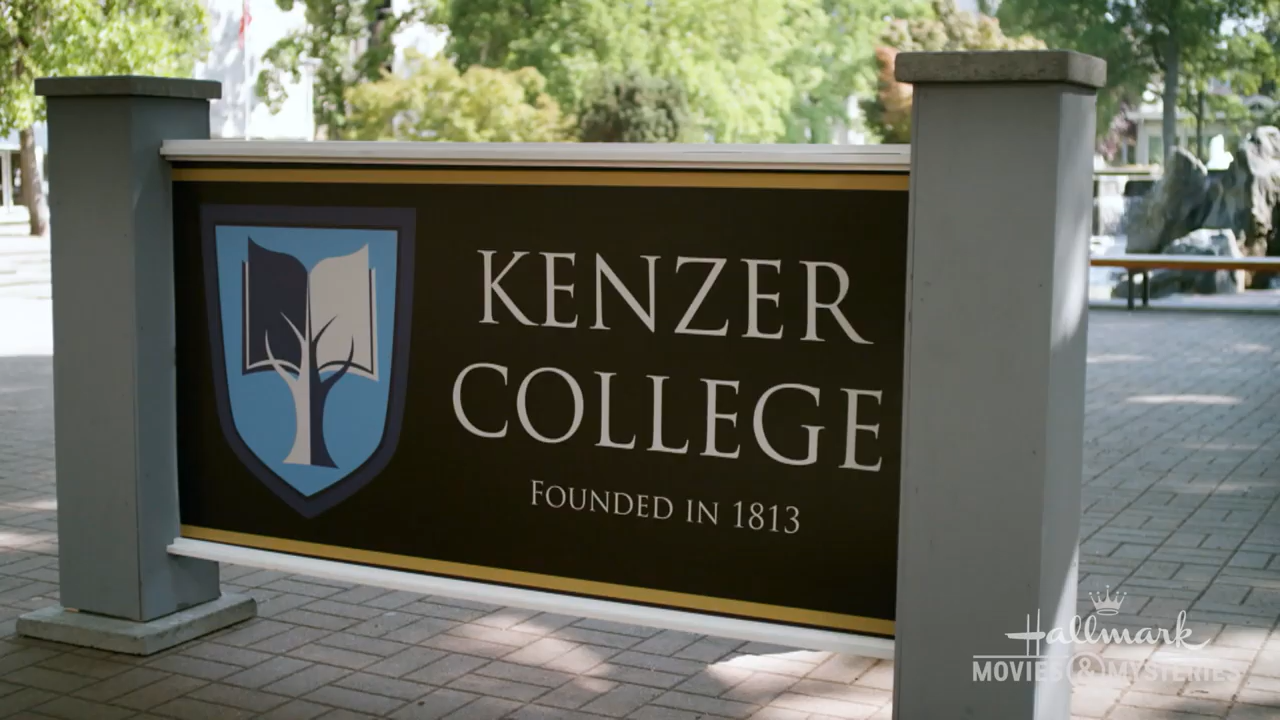 KENZER
COLLEGE
FOUNDED IN 1813
Hallmark
MOVIES & MYSTERIES